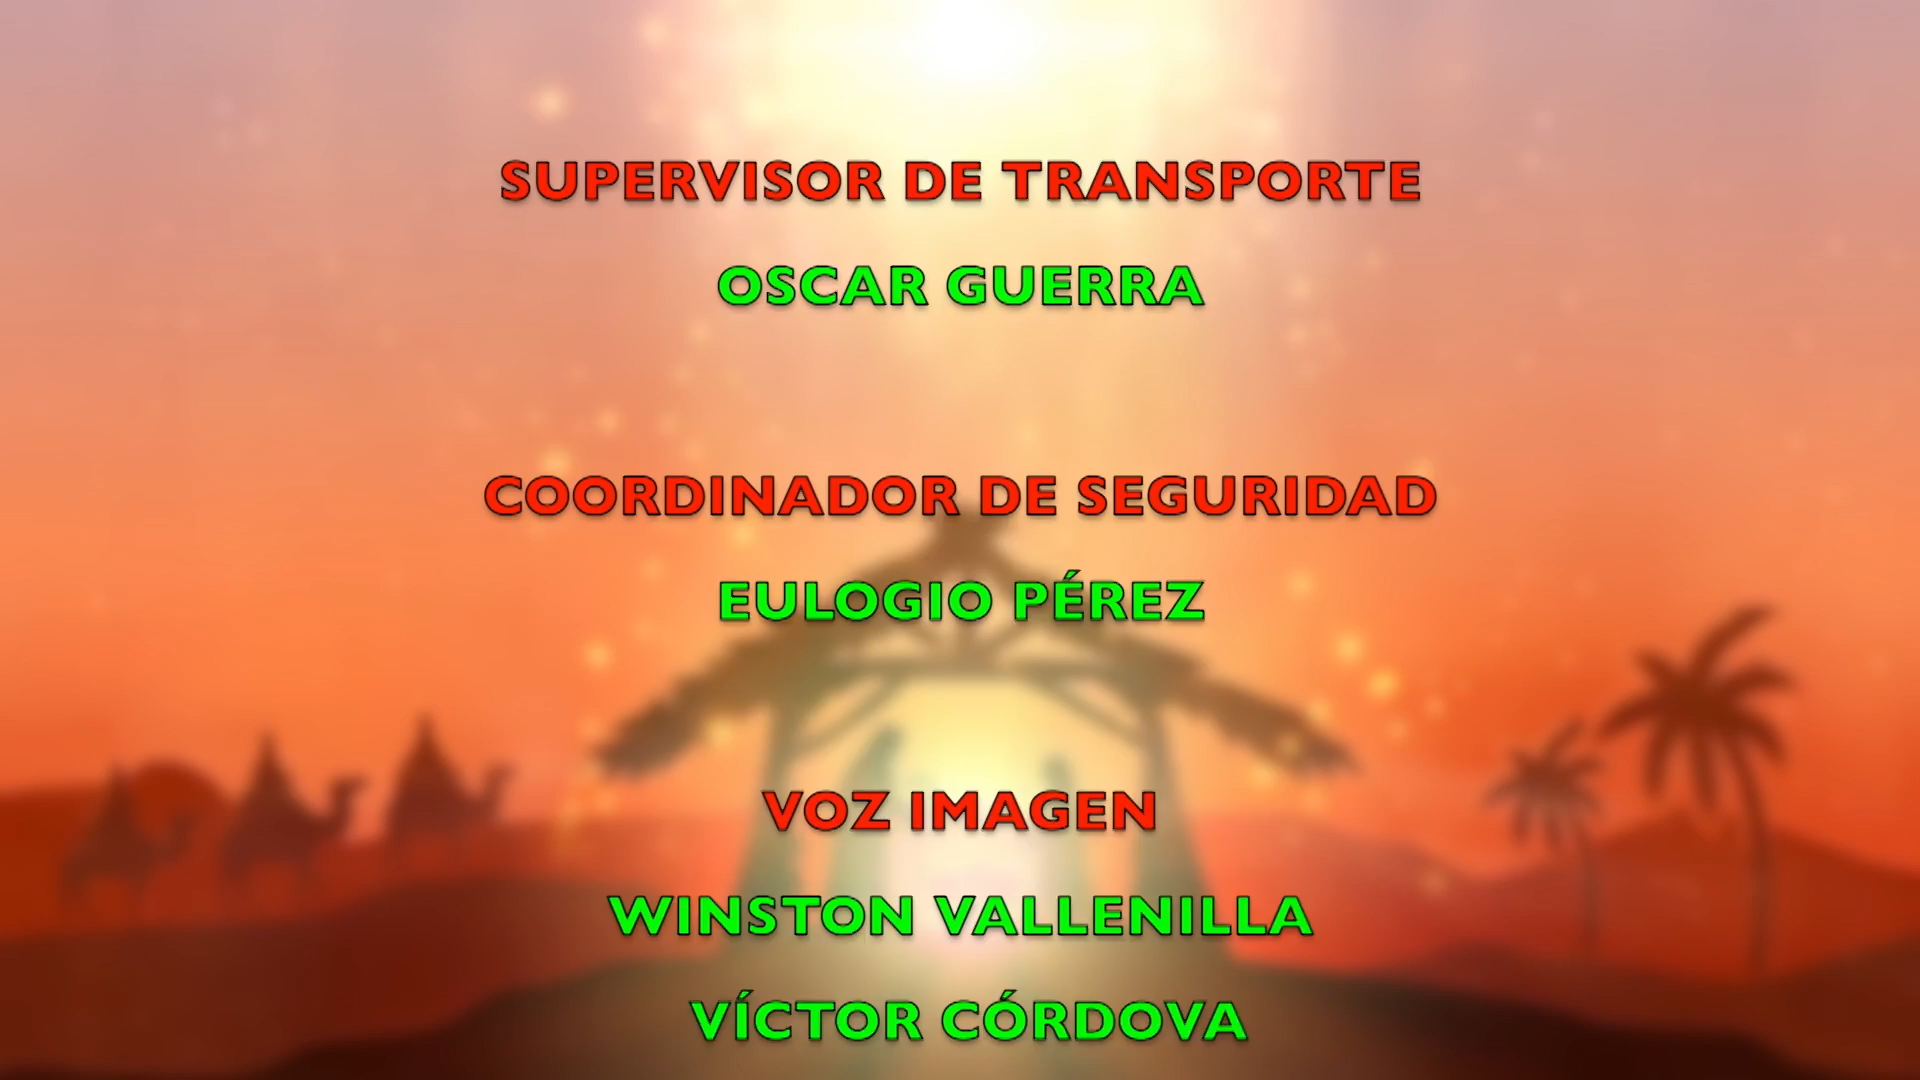 SUPERVISOR DE TRANSPORTE
OSCAR GUERRA
COORDINADOR DE SEGURIDAD
EULOGIO PÉREZ
VOZ IMAGEN
WINSTON VALLENILLA
VÍCTOR CÓRDOVA